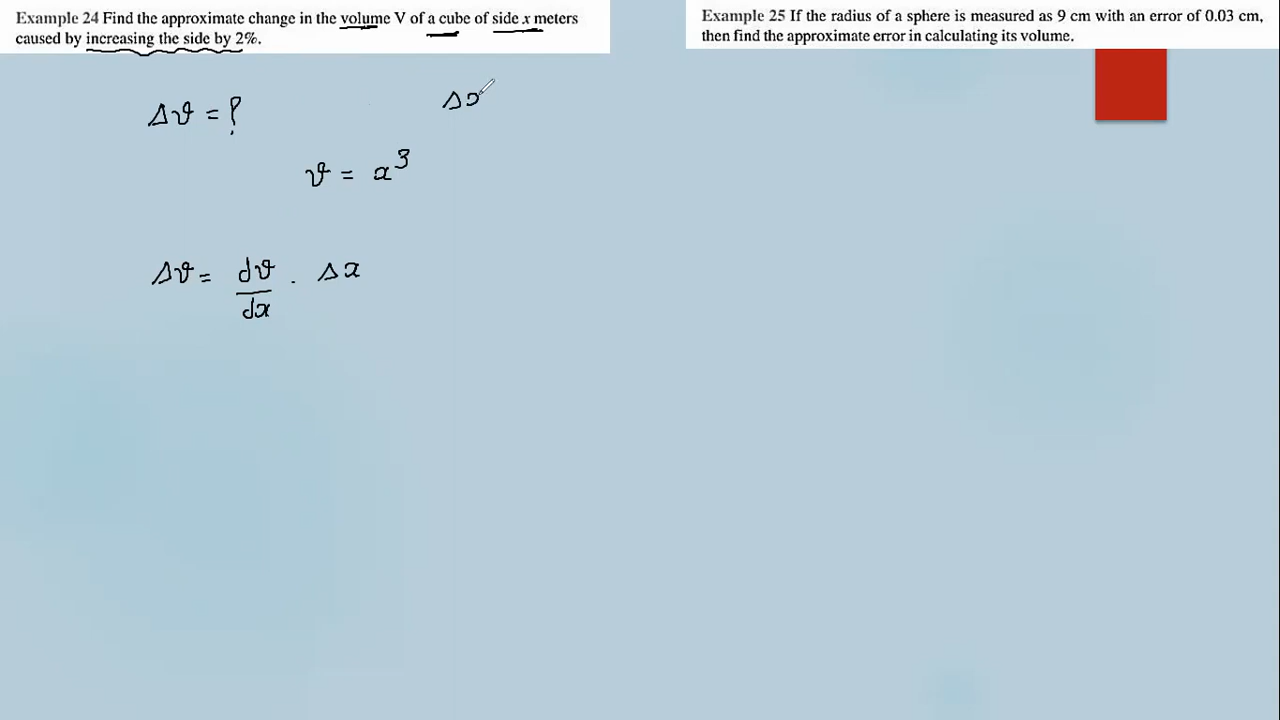 Example 24 Find the approximate change in the volume V of a cube of side x meters
caused by increasing the side by 2%.
Example 25 If the radius of a sphere is measured as 9 cm with an error of 0.03 cm,
then find the approximate error in calculating its volume.
Δv = ?
Δx
v = x³
Δv = dv/dx . Δx